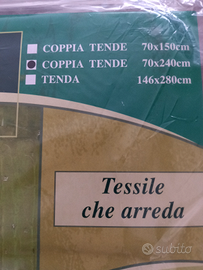 COPPIA TENDE 70x150cm
COPPIA TENDE 70x240cm
TENDA 146x280cm
Tessile
che arreda
subito